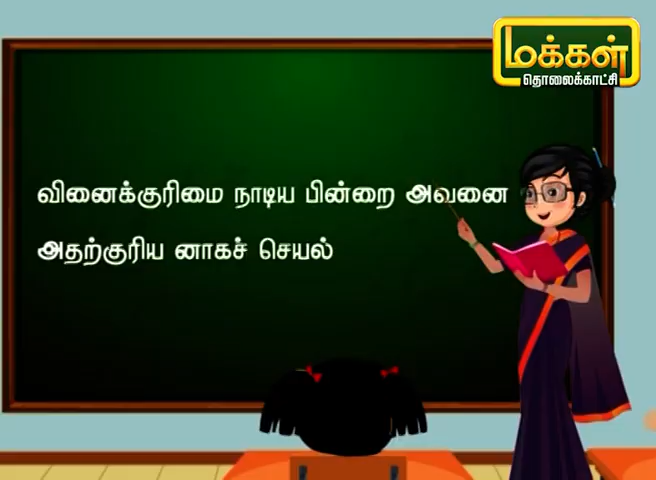 மக்கள்
தொலைக்காட்சி
வினைக்குரிமை நாடிய பின்றை அவனை
அதற்குரிய னாகச் செயல்